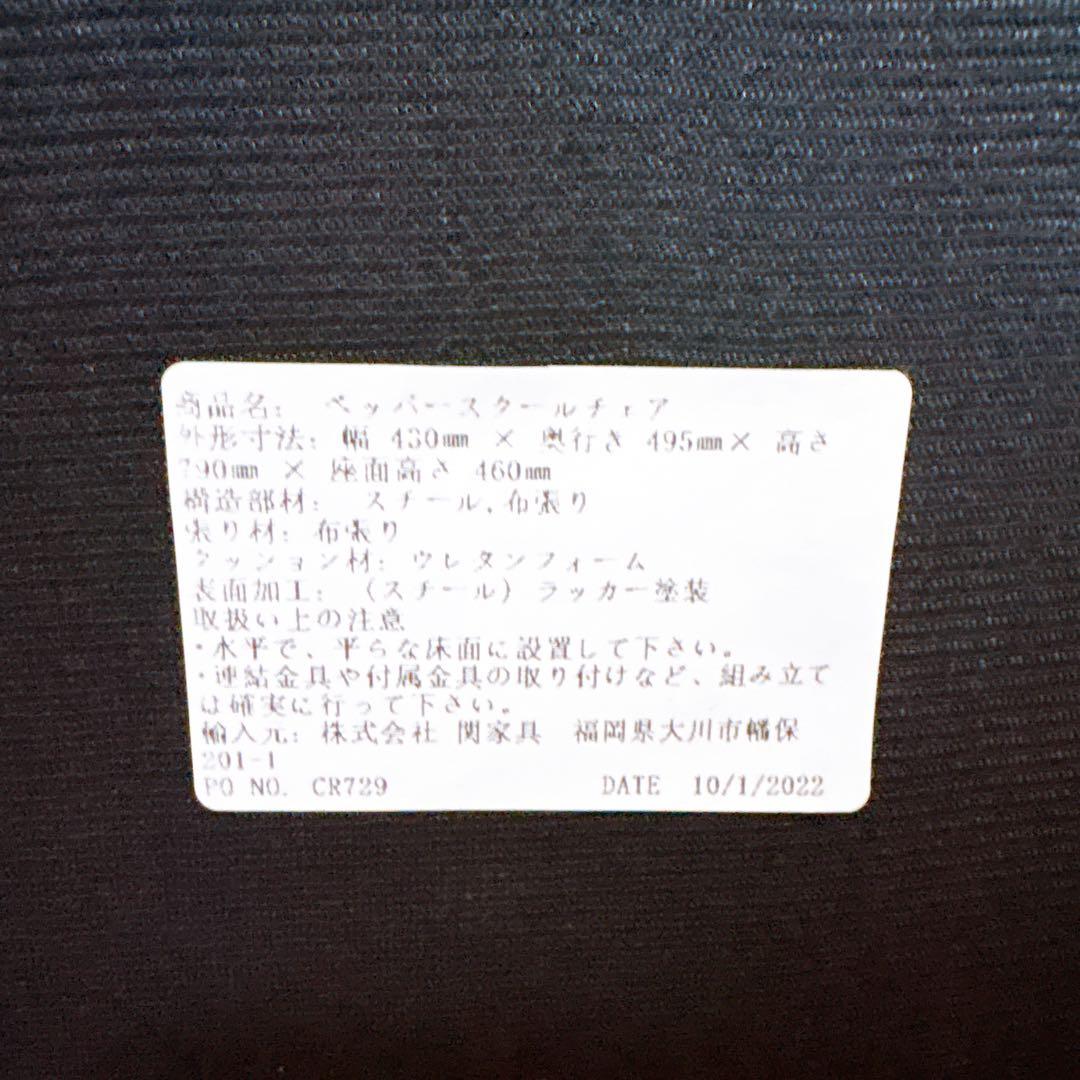 商品名： ペッパースクールチェア
外形寸法：幅 430mm × 奥行き 495mm× 高さ
790mm × 座面高さ 460mm
構造部材： スチール、布張り
張り材：布張り
クッション材：ウレタンフォーム
表面加工：（スチール）ラッカー塗装
取扱い上の注意
・水平で、平らな床面に設置して下さい。
・連結金具や付属金具の取り付けなど、組み立て
は確実に行って下さい。
輸入元：株式会社 関家具 福岡県大川市幡保
201-1
PO NO. CR729 DATE 10/1/2022